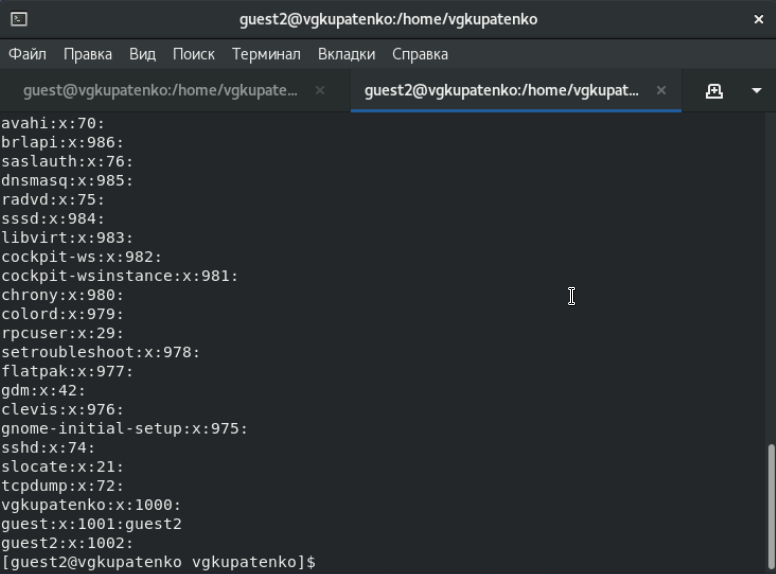 guest2@vgkupatenko:/home/vgkupatenko
Файл Правка Вид Поиск Терминал Вкладки Справка
guest@vgkupatenko:/home/vgkupate... guest2@vgkupatenko:/home/vgkupat...
avahi:x:70:
brlapi:x:986:
saslauth:x:76:
dnsmasq:x:985:
radvd:x:75:
sssd:x:984:
libvirt:x:983:
cockpit-ws:x:982:
cockpit-wsinstance:x:981:
chrony:x:980:
colord:x:979:
rpcuser:x:29:
setroubleshoot:x:978:
flatpak:x:977:
gdm:x:42:
clevis:x:976:
gnome-initial-setup:x:975:
sshd:x:74:
slocate:x:21:
tcpdump:x:72:
vgkupatenko:x:1000:
guest:x:1001:guest2
guest2:x:1002:
[guest2@vgkupatenko vgkupatenko]$